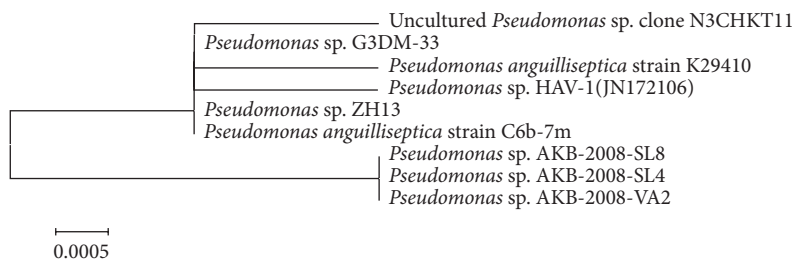 Uncultured Pseudomonas sp. clone N3CHKT11
Pseudomonas sp. G3DM-33
Pseudomonas anguilliseptica strain K29410
Pseudomonas sp. HAV-1(JN172106)
Pseudomonas sp. ZH13
Pseudomonas anguilliseptica strain C6b-7m
Pseudomonas sp. AKB-2008-SL8
Pseudomonas sp. AKB-2008-SL4
Pseudomonas sp. AKB-2008-VA2
0.0005